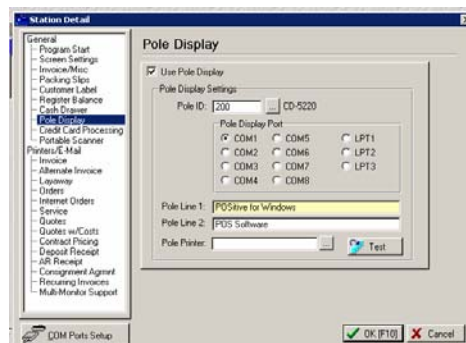 Station Detail
General
Program Start
Screen Settings
Invoice/Misc
Packing Slips
Customer Label
Register Balance
Cash Drawer
Pole Display
Credit Card Processing
Portable Scanner
Printers/E-Mail
Invoice
Alternate Invoice
Layaway
Orders
Internet Orders
Service
Quotes
Quotes w/Costs
Contract Pricing
Deposit Receipt
AR Receipt
Consignment Agrmnt
Recurring Invoices
Multi-Monitor Support
COM Ports Setup
Pole Display
Use Pole Display
Pole Display Settings
Pole ID: 200 ... CD-5220
Pole Display Port
COM1 COM5 LPT1
COM2 COM6 LPT2
COM3 COM7 LPT3
COM4 COM8
Pole Line 1: POSitive for Windows
Pole Line 2: POS Software
Pole Printer: ... Test
OK [F10] Cancel